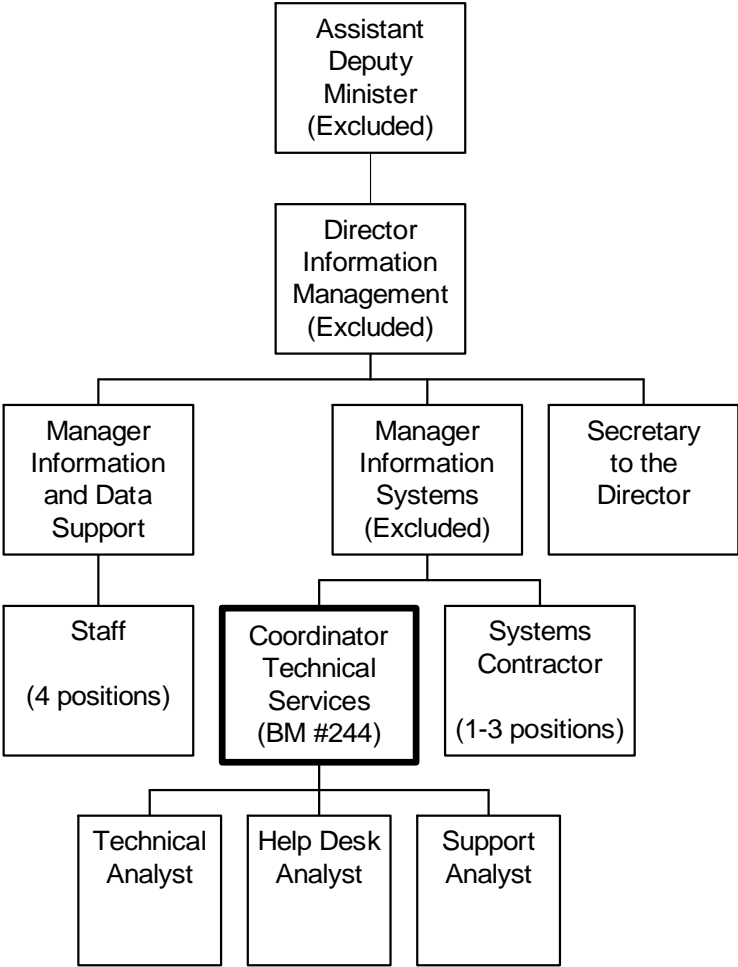 Assistant
Deputy
Minister
(Excluded)
Director
Information
Management
(Excluded)
Manager
Information
and Data
Support
Manager
Information
Systems
(Excluded)
Secretary
to the
Director
Staff
(4 positions)
Coordinator
Technical
Services
(BM #244)
Systems
Contractor
(1-3 positions)
Technical
Analyst
Help Desk
Analyst
Support
Analyst